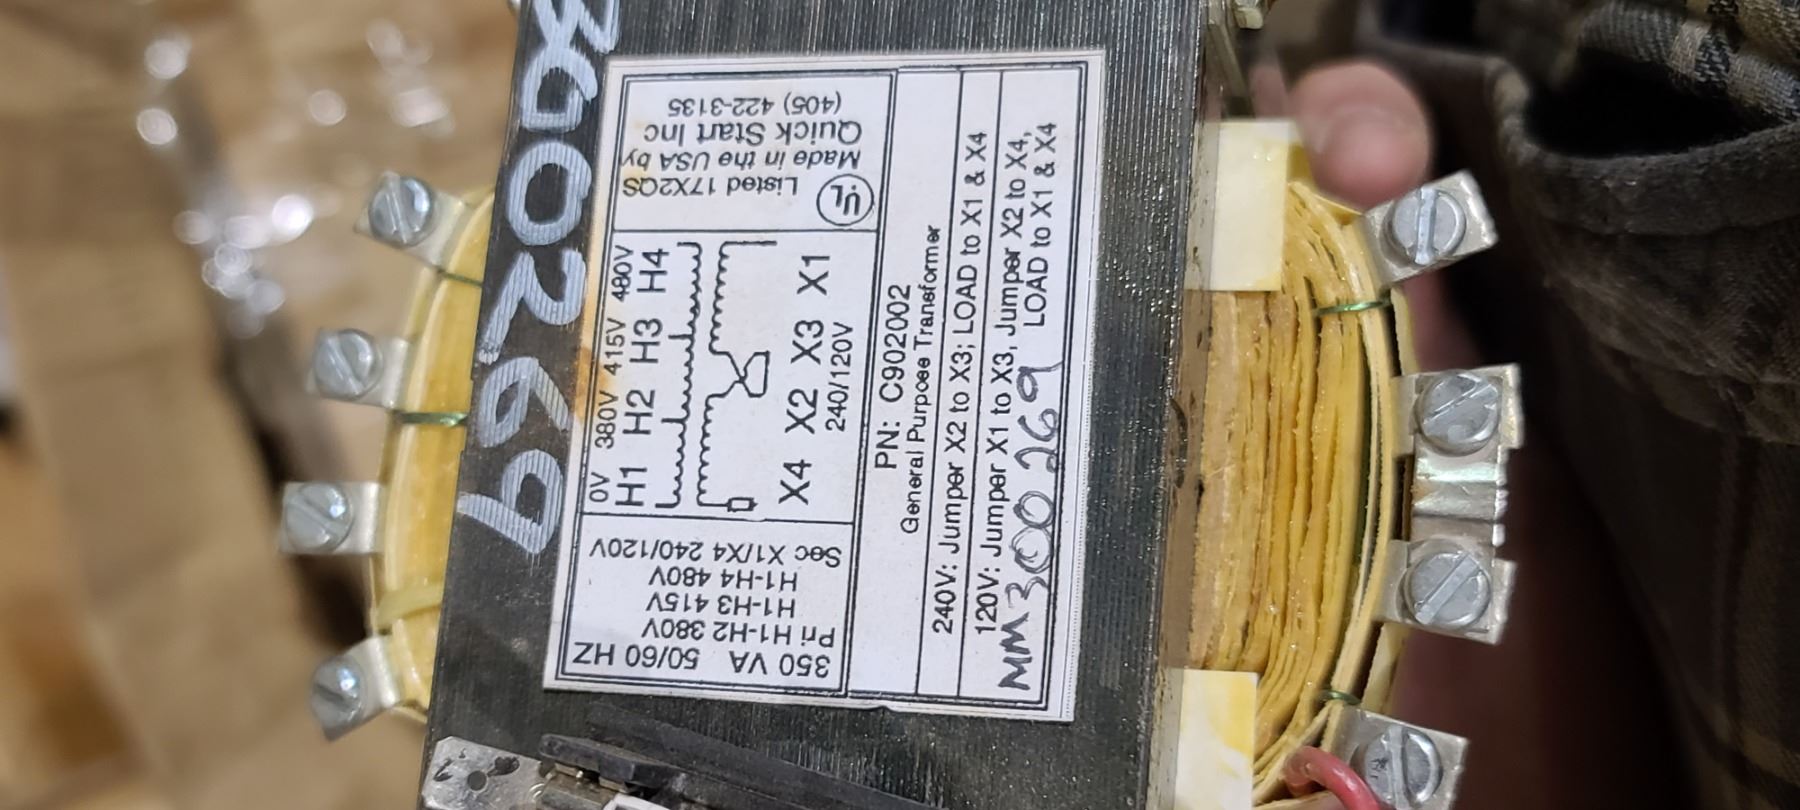 300269
350 VA 50/60 HZ
Pri H1-H2 380V
H1-H3 415V
H1-H4 480V
Sec X1/X4 240/120V
0V 380V 415V 480V
H1 H2 H3 H4
X4 X2 X3 X1
240/120V
UL
Listed 17X2QS
Made in the USA by
Quick Start Inc
(405) 422-3135
PN: C902002
General Purpose Transformer
240V: Jumper X2 to X3; LOAD to X1 & X4
120V: Jumper X1 to X3, Jumper X2 to X4,
LOAD to X1 & X4
MM300269